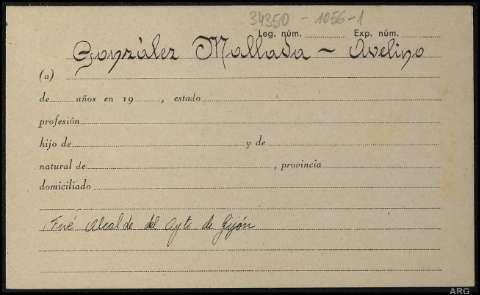 34350 - 1056-1
Leg. núm. Exp. núm.
González Mallada - Avelino
(a)
de años en 19 , estado
profesión
hijo de y de
natural de , provincia
domiciliado
Fué Alcalde del Ayto de Gijón
ARG